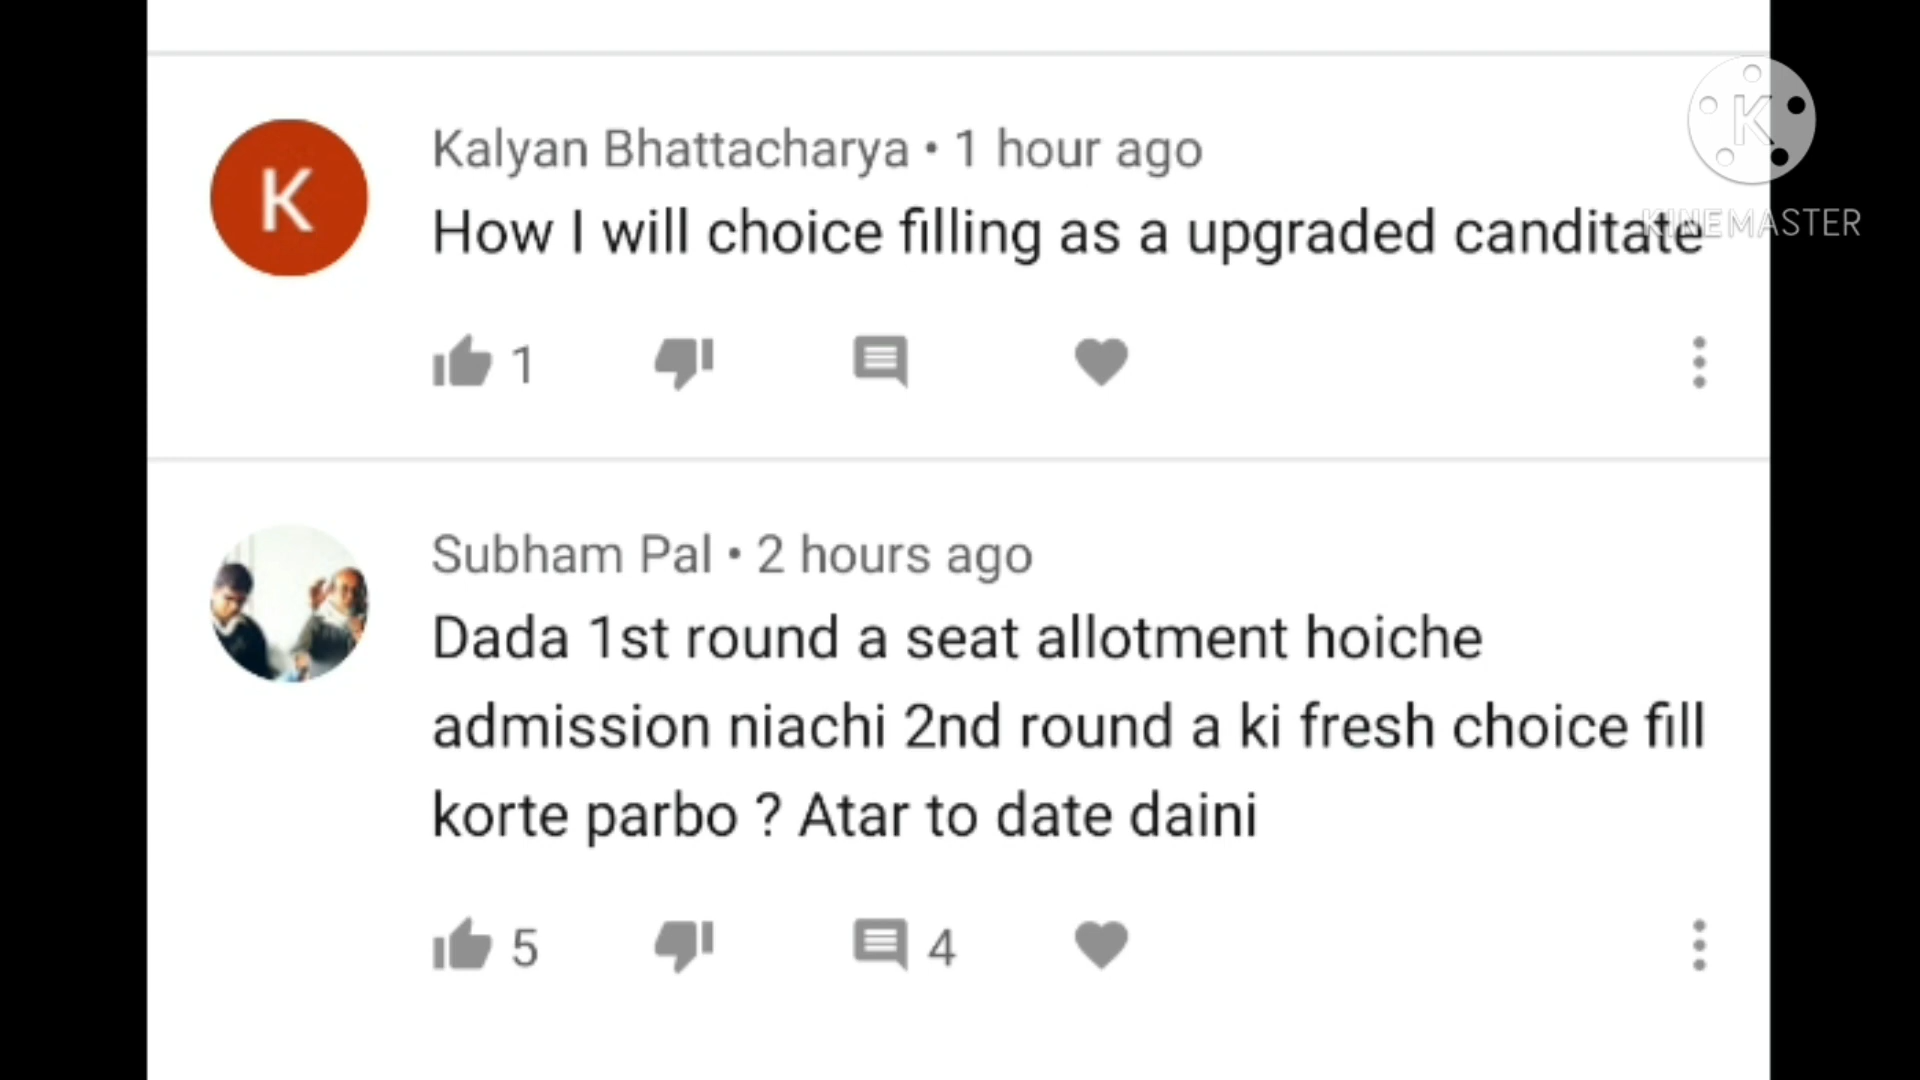 K
Kalyan Bhattacharya • 1 hour ago
How I will choice filling as a upgraded canditate
1
K
KINEMASTER
Subham Pal • 2 hours ago
Dada 1st round a seat allotment hoiche
admission niachi 2nd round a ki fresh choice fill
korte parbo ? Atar to date daini
5 4